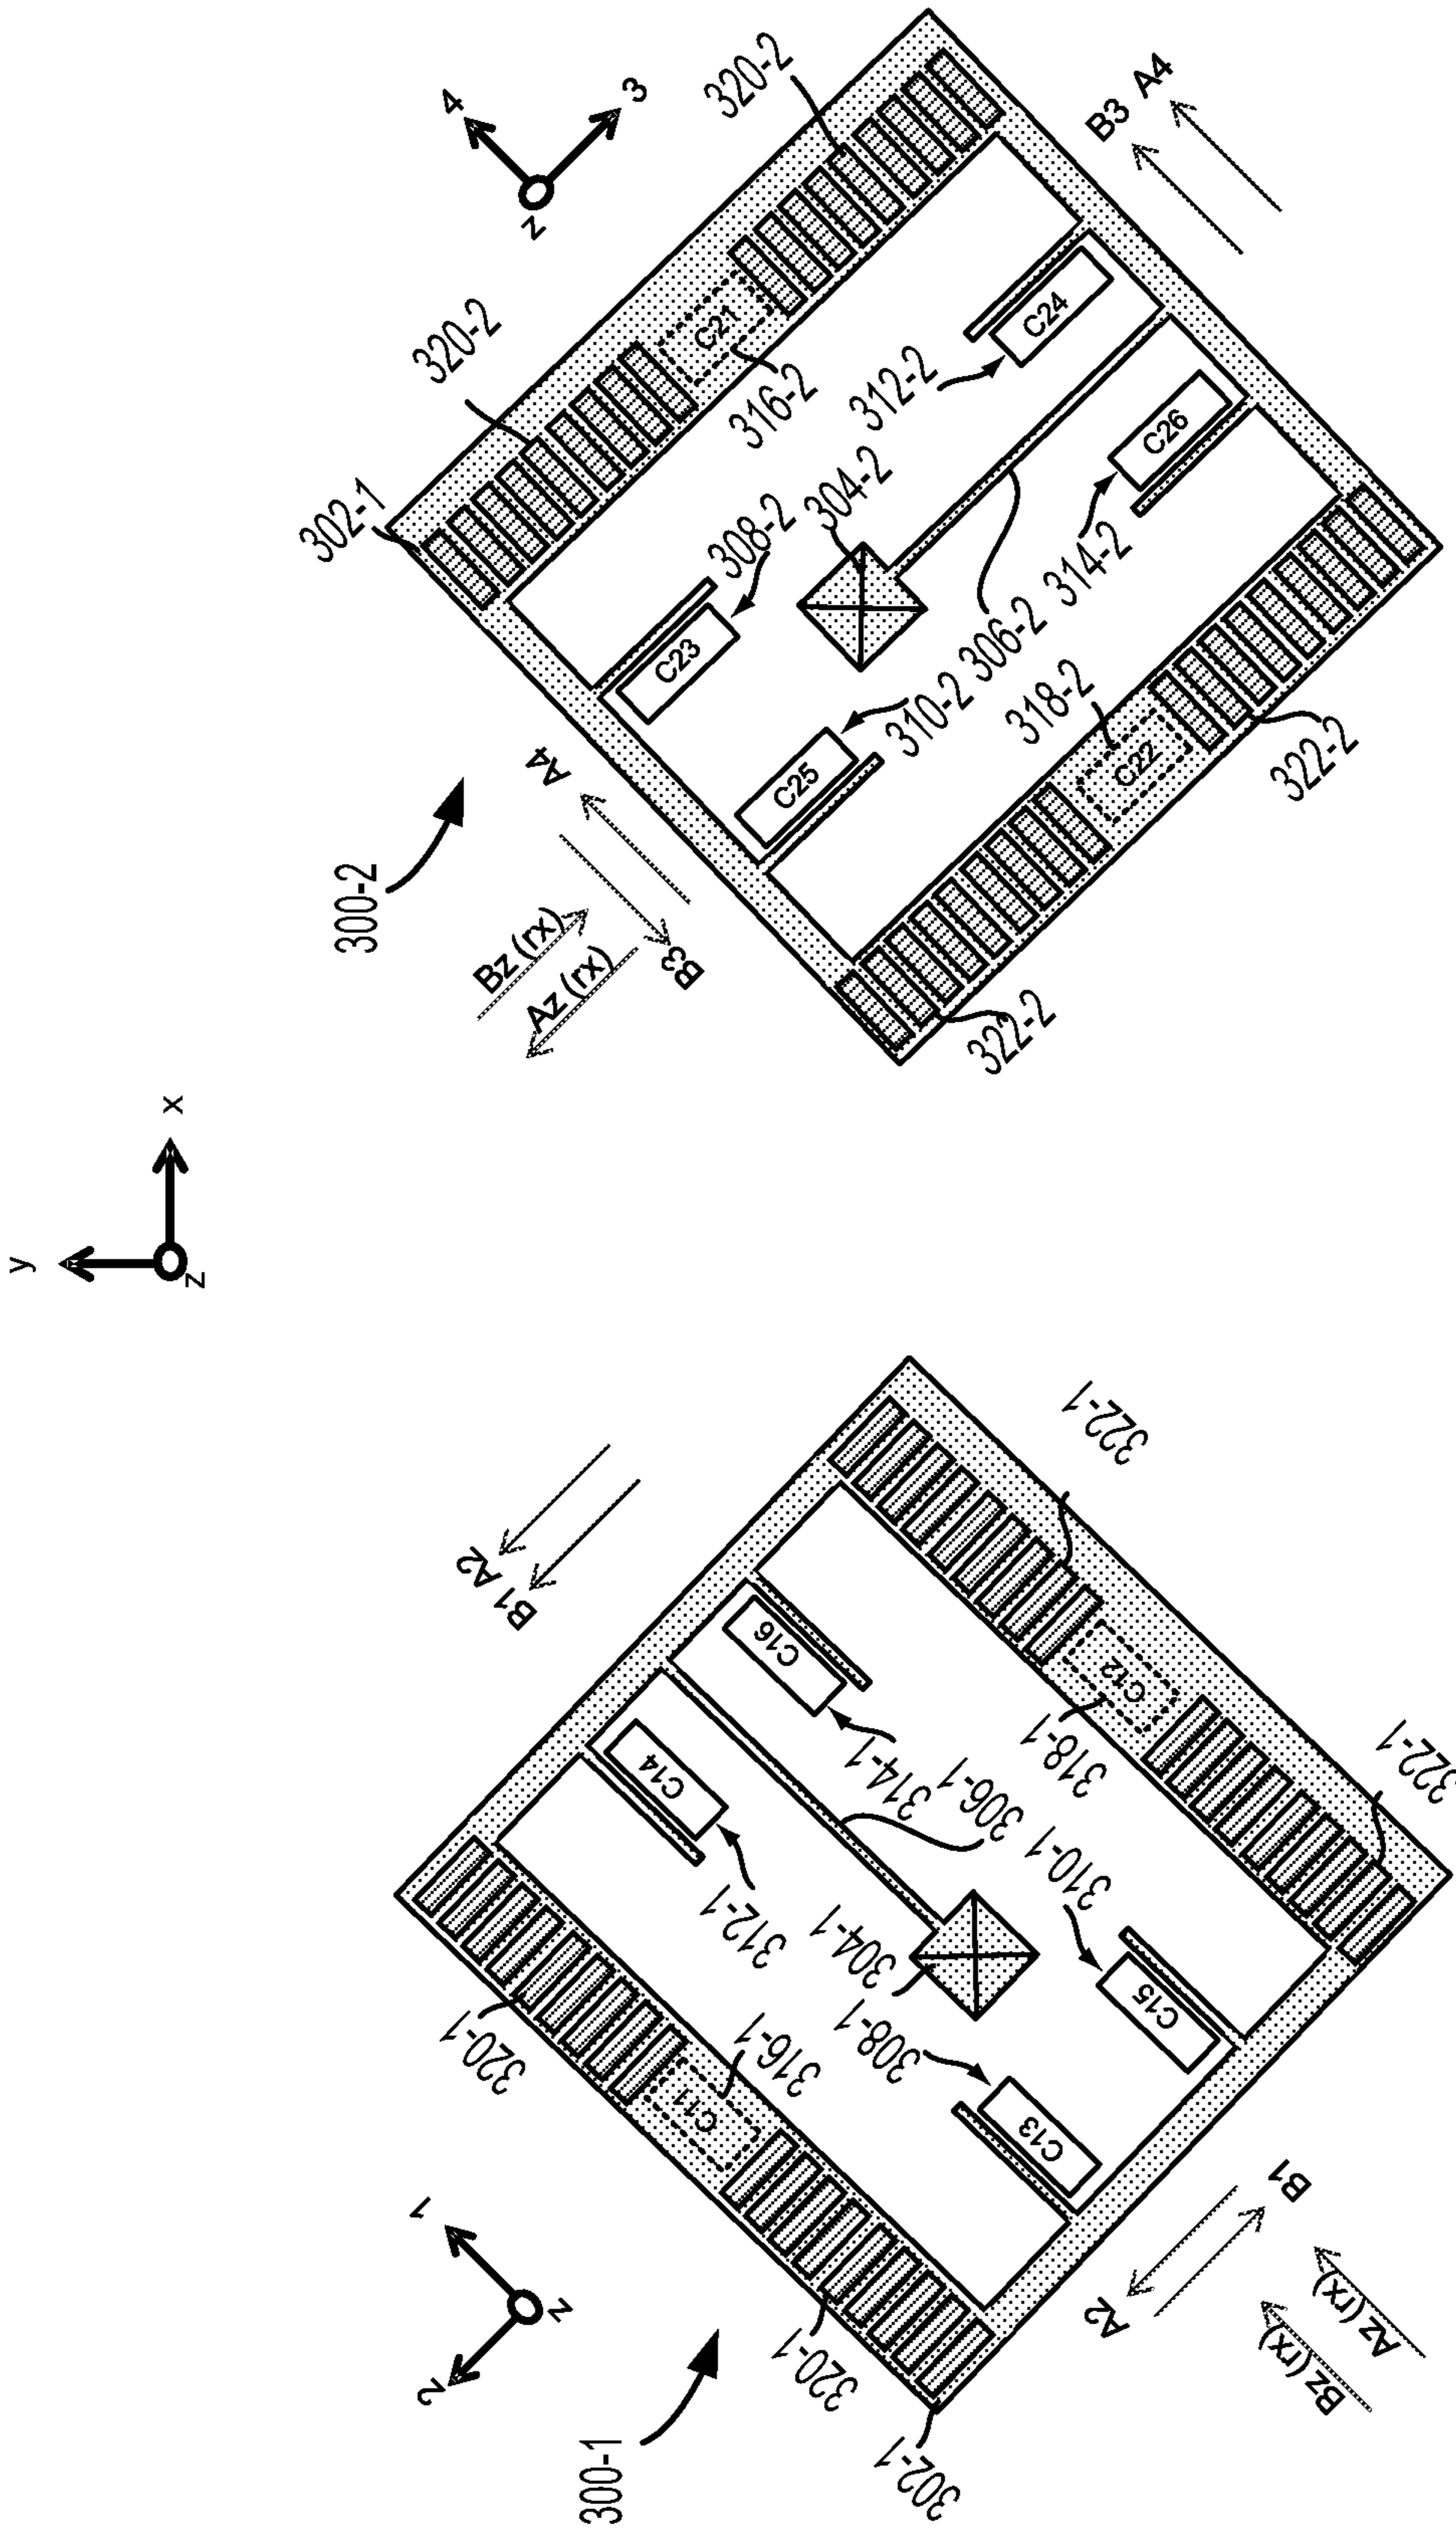 y
x
z
4
3
z
320-2
B3
A4
320-2
C21
316-2
302-1
312-2
C24
308-2
304-2
C23
C26
314-2
306-2
310-2
318-2
C25
C22
322-2
A4
300-2
Bz (rx)
Az (rx)
B3
322-2
322-1
A2
B1
C16
C14
C12
318-1
314-1
306-1
322-1
310-1
312-1
304-1
308-1
C15
C13
320-1
316-1
C11
1
2
z
320-1
B1
A2
Az (rx)
Bz (rx)
300-1
302-1